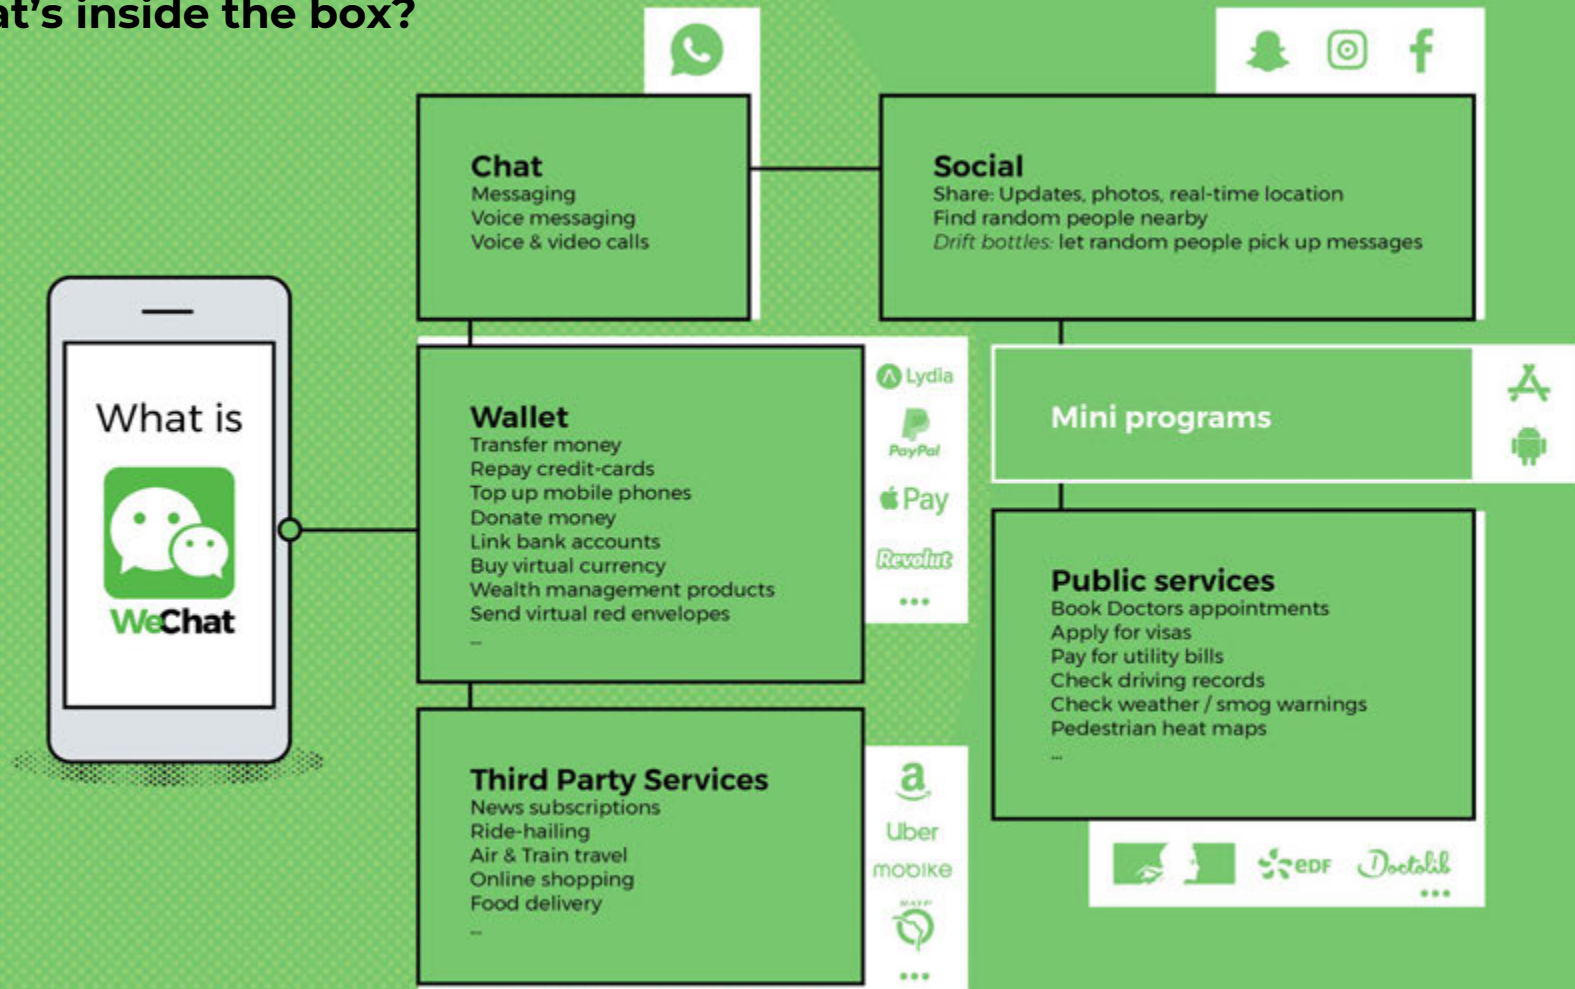 at's inside the box?
Chat
Messaging
Voice messaging
Voice & video calls
Social
Share: Updates, photos, real-time location
Find random people nearby
Drift bottles: let random people pick up messages
What is
WeChat
Wallet
Transfer money
Repay credit-cards
Top up mobile phones
Donate money
Link bank accounts
Buy virtual currency
Wealth management products
Send virtual red envelopes
...
Lydia
PayPal
Pay
Revolut
...
Mini programs
Public services
Book Doctors appointments
Apply for visas
Pay for utility bills
Check driving records
Check weather / smog warnings
Pedestrian heat maps
...
eDF
Doctolib
...
Third Party Services
News subscriptions
Ride-hailing
Air & Train travel
Online shopping
Food delivery
...
a
Uber
mobike
...